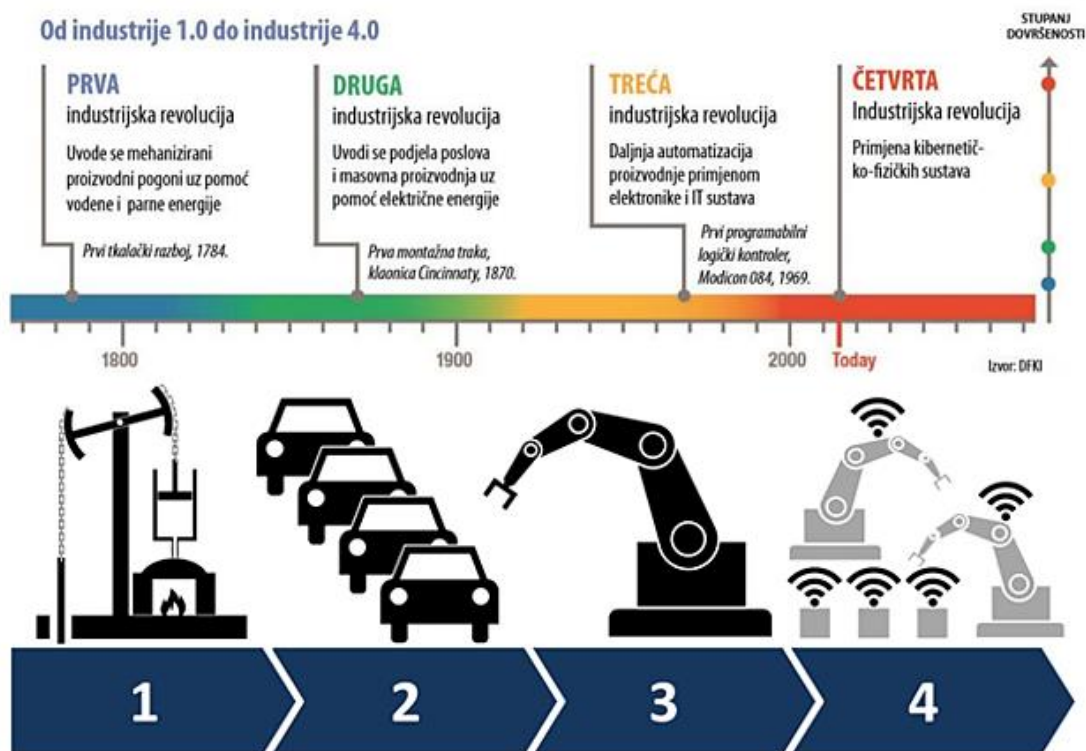 Od industrije 1.0 do industrije 4.0
STUPANJ
DOVRŠENOSTI
PRVA
industrijska revolucija
Uvode se mehanizirani
proizvodni pogoni uz pomoć
vodene i parne energije
Prvi tkalački razboj, 1784.
DRUGA
industrijska revolucija
Uvodi se podjela poslova
i masovna proizvodnja uz
pomoć električne energije
Prva montažna traka,
klaonica Cincinnaty, 1870.
TREĆA
industrijska revolucija
Daljnja automatizacija
proizvodnje primjenom
elektronike i IT sustava
Prvi programabilni
logički kontroler,
Modicon 084, 1969.
ČETVRTA
Industrijska revolucija
Primjena kibernetič-
ko-fizičkih sustava
1800
1900
2000
Today
Izvor: DFKI
1
2
3
4